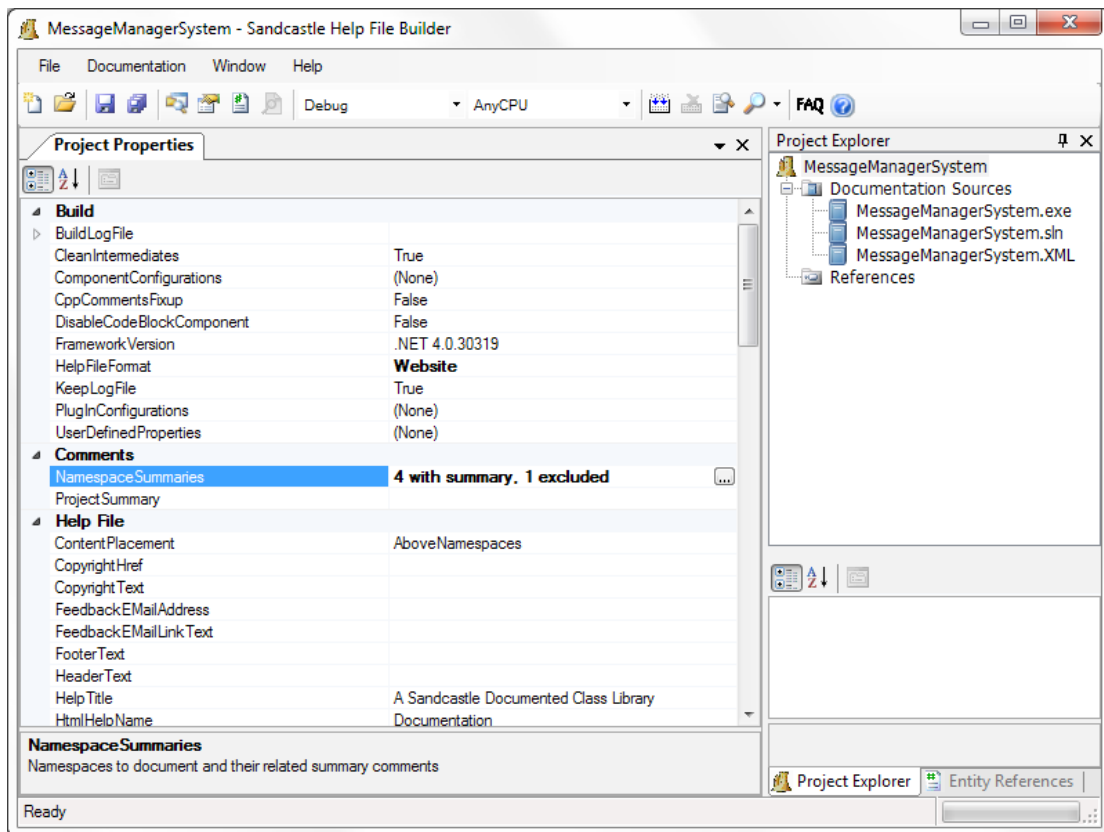 MessageManagerSystem - Sandcastle Help File Builder
File Documentation Window Help
Debug AnyCPU FAQ
Project Properties
Build
BuildLogFile
CleanIntermediates True
ComponentConfigurations (None)
CppCommentsFixup False
DisableCodeBlockComponent False
FrameworkVersion .NET 4.0.30319
HelpFileFormat Website
KeepLogFile True
PlugInConfigurations (None)
UserDefinedProperties (None)
Comments
NamespaceSummaries 4 with summary, 1 excluded ...
ProjectSummary
Help File
ContentPlacement AboveNamespaces
CopyrightHref
CopyrightText
FeedbackEMailAddress
FeedbackEMailLinkText
FooterText
HeaderText
HelpTitle A Sandcastle Documented Class Library
HtmlHelpName Documentation
NamespaceSummaries
Namespaces to document and their related summary comments
Project Explorer
MessageManagerSystem
Documentation Sources
MessageManagerSystem.exe
MessageManagerSystem.sln
MessageManagerSystem.XML
References
Project Explorer Entity References
Ready